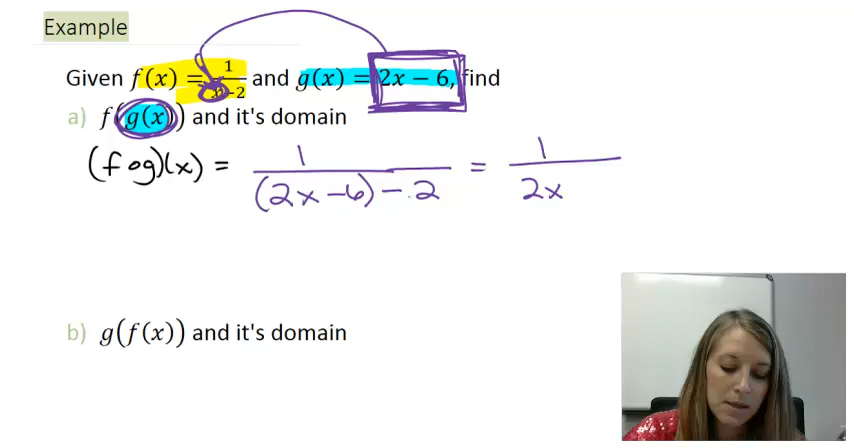 Example
Given f(x) = 1/(x-2) and g(x) = 2x − 6, find
a) f(g(x)) and it's domain
(f∘g)(x) = 1/((2x-6)-2) = 1/2x
b) g(f(x)) and it's domain